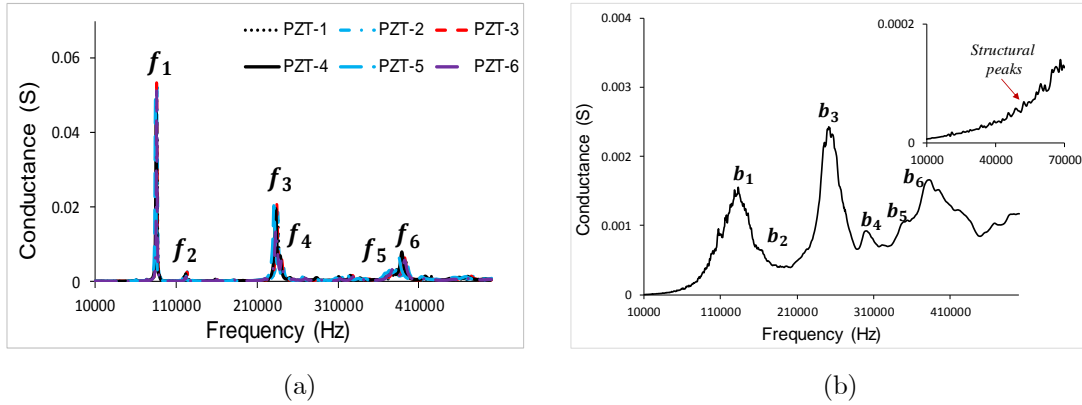 PZT-1 PZT-2 PZT-3
PZT-4 PZT-5 PZT-6
Conductance (S)
0.06
0.04
0.02
0
f1
f2
f3
f4
f5
f6
10000 110000 210000 310000 410000
Frequency (Hz)
(a)
Conductance (S)
0.004
0.003
0.002
0.001
0
b1
b2
b3
b4
b5
b6
10000 110000 210000 310000 410000
Frequency (Hz)
0.0002
0
Structural
peaks
10000 40000 70000
(b)